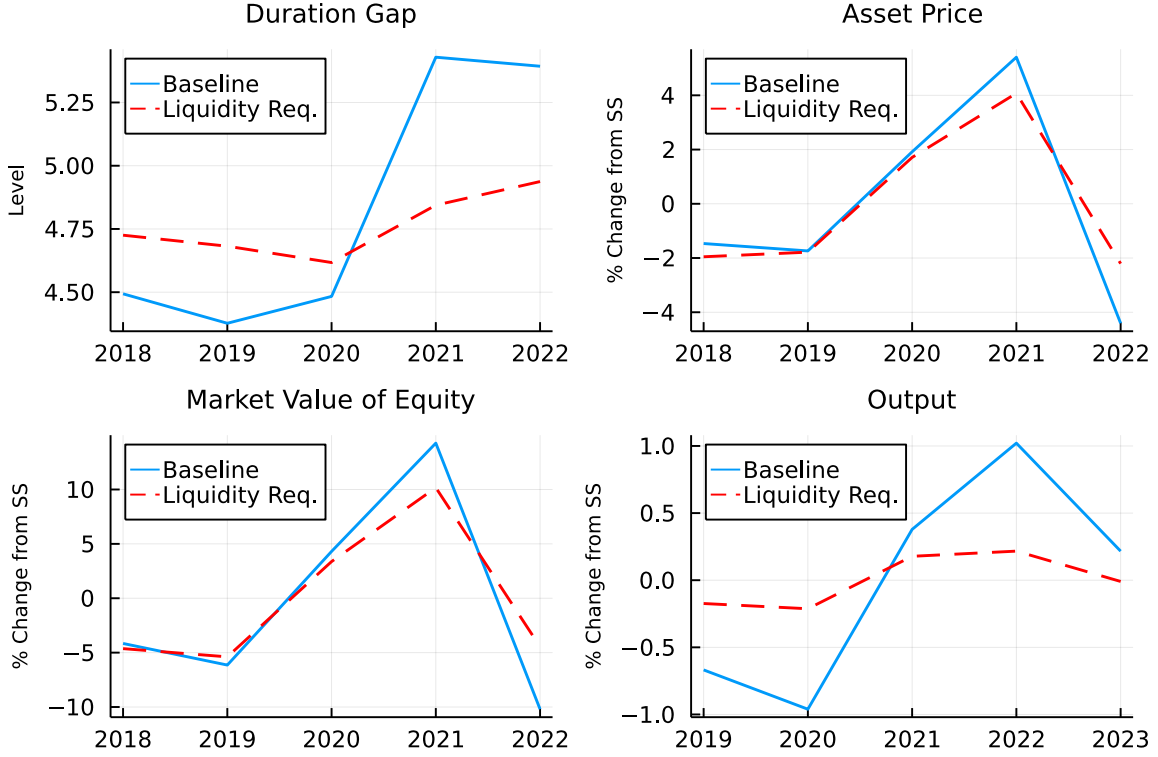 Duration Gap
Baseline
Liquidity Req.
Level
5.25
5.00
4.75
4.50
2018 2019 2020 2021 2022
Asset Price
Baseline
Liquidity Req.
% Change from SS
4
2
0
−2
−4
2018 2019 2020 2021 2022
Market Value of Equity
Baseline
Liquidity Req.
% Change from SS
10
5
0
−5
−10
2018 2019 2020 2021 2022
Output
Baseline
Liquidity Req.
% Change from SS
1.0
0.5
0.0
−0.5
−1.0
2019 2020 2021 2022 2023